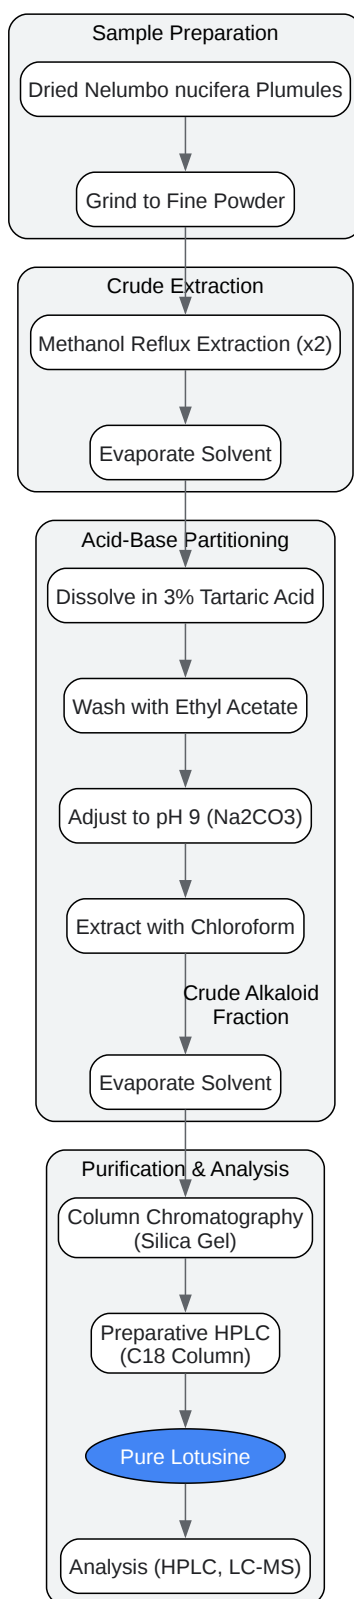 Sample Preparation
Dried Nelumbo nucifera Plumules
Grind to Fine Powder
Crude Extraction
Methanol Reflux Extraction (x2)
Evaporate Solvent
Acid-Base Partitioning
Dissolve in 3% Tartaric Acid
Wash with Ethyl Acetate
Adjust to pH 9 (Na2CO3)
Extract with Chloroform
Crude Alkaloid
Fraction
Evaporate Solvent
Purification & Analysis
Column Chromatography
(Silica Gel)
Preparative HPLC
(C18 Column)
Pure Lotusine
Analysis (HPLC, LC-MS)